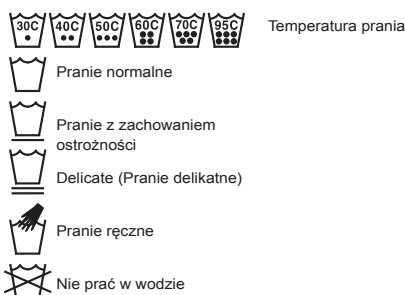 30C 40C 50C 60C 70C 95C Temperatura prania
Pranie normalne
Pranie z zachowaniem
ostrożności
Delicate (Pranie delikatne)
Pranie ręczne
Nie prać w wodzie